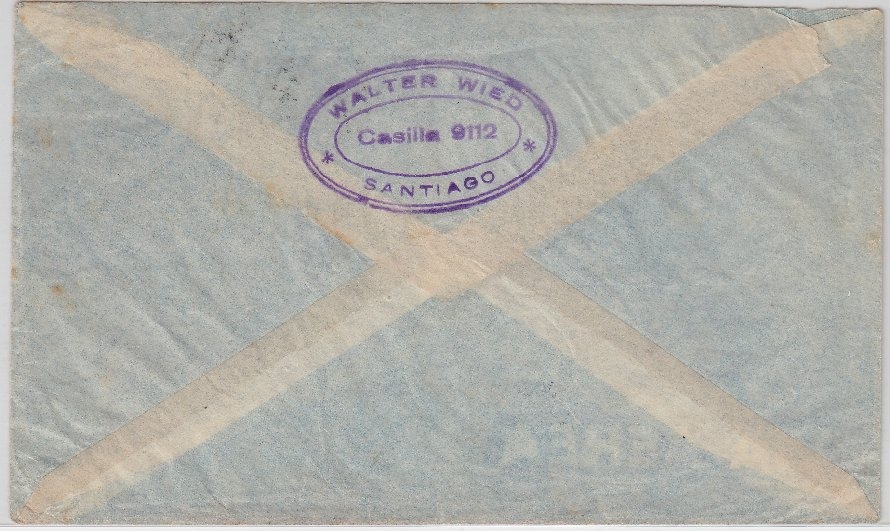 WALTER WIED
Casilla 9112
* SANTIAGO *